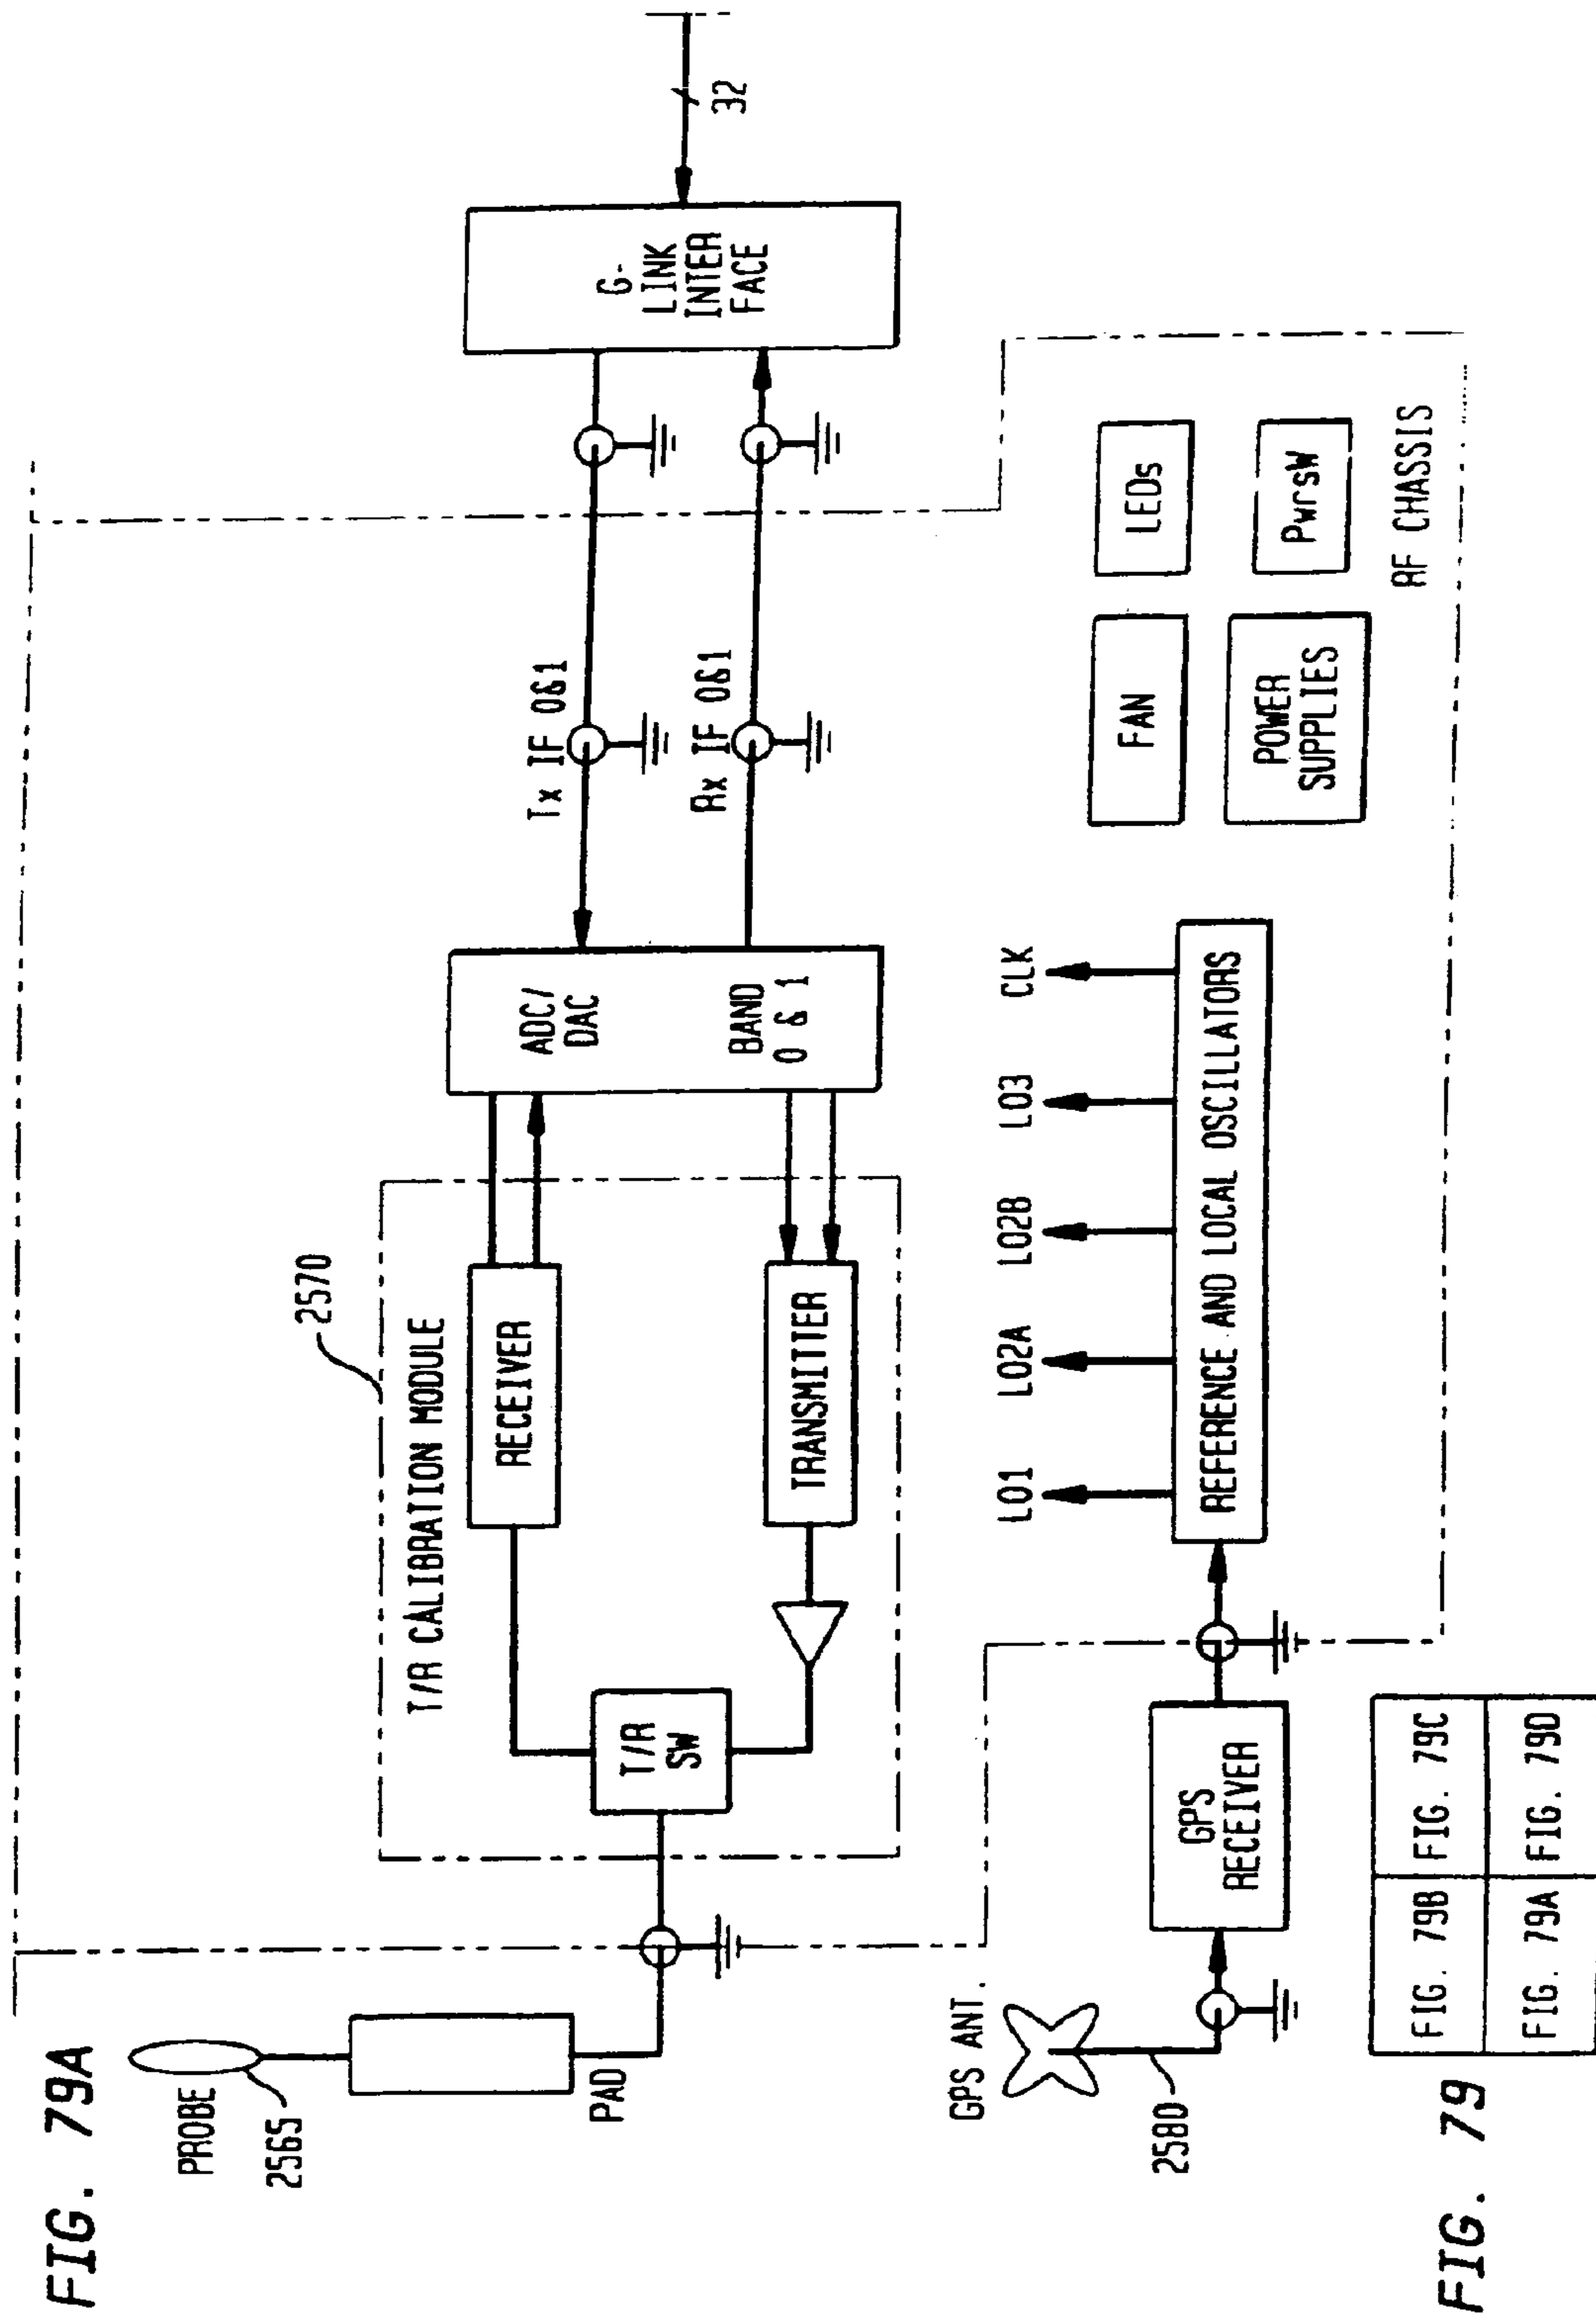 FIG. 79A
PROBE
2565
PAD
2570
T/R CALIBRATION MODULE
T/R
SW
RECEIVER
TRANSMITTER
ADC/
DAC
BAND
0 & 1
Tx IF 0&1
Rx IF 0&1
G-
LINK
INTER
FACE
32
GPS ANT.
2580
GPS
RECEIVER
LO1
LO2A
LO2B
LO3
CLK
REFERENCE AND LOCAL OSCILLATORS
FAN
LEDs
POWER
SUPPLIES
PwrsW
RF CHASSIS
FIG. 79
FIG. 79B
FIG. 79C
FIG. 79A
FIG. 79D